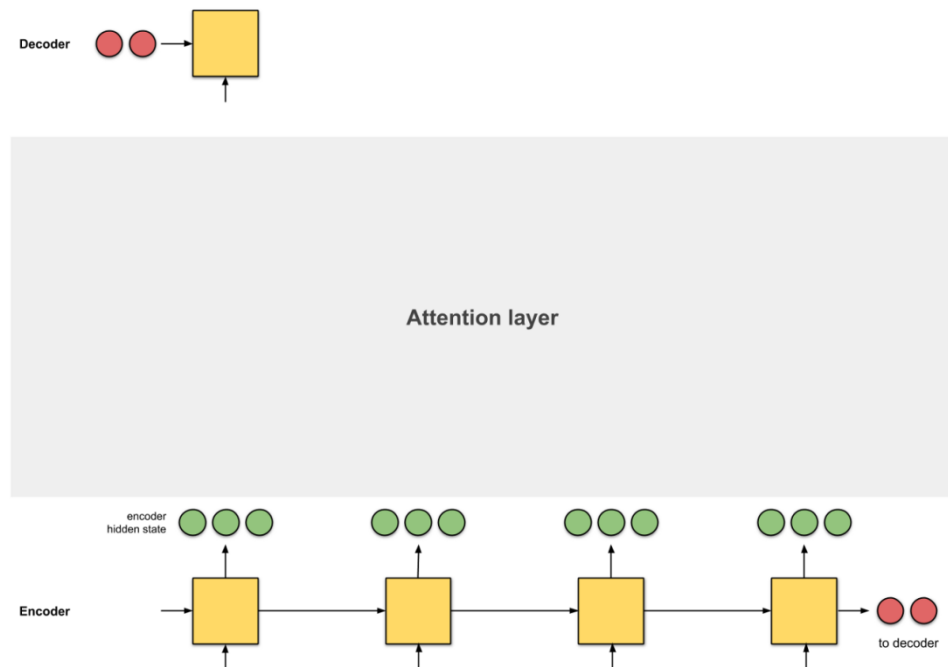 Decoder
Attention layer
encoder
hidden state
Encoder
to decoder